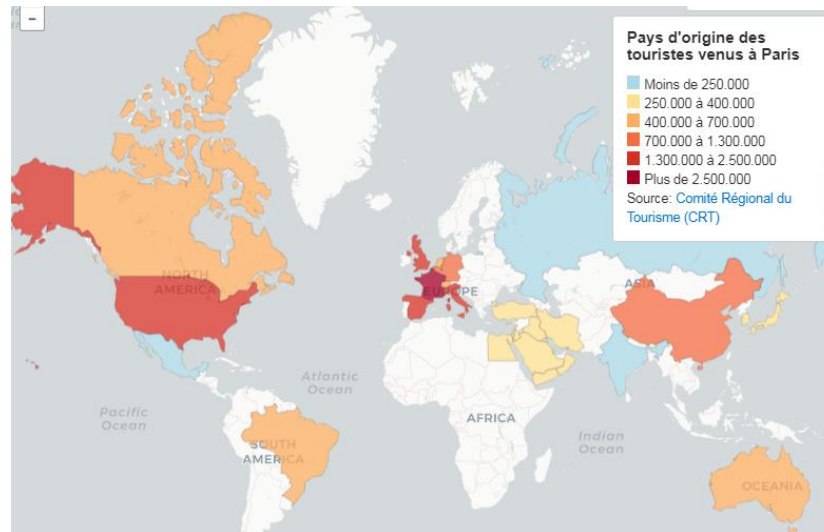 −
Pays d'origine des
touristes venus à Paris
Moins de 250.000
250.000 à 400.000
400.000 à 700.000
700.000 à 1.300.000
1.300.000 à 2.500.000
Plus de 2.500.000
Source: Comité Régional du
Tourisme (CRT)
NORTH
AMERICA
EUROPE
ASIA
Atlantic
Ocean
Pacific
Ocean
AFRICA
Indian
Ocean
SOUTH
AMERICA
OCEANIA